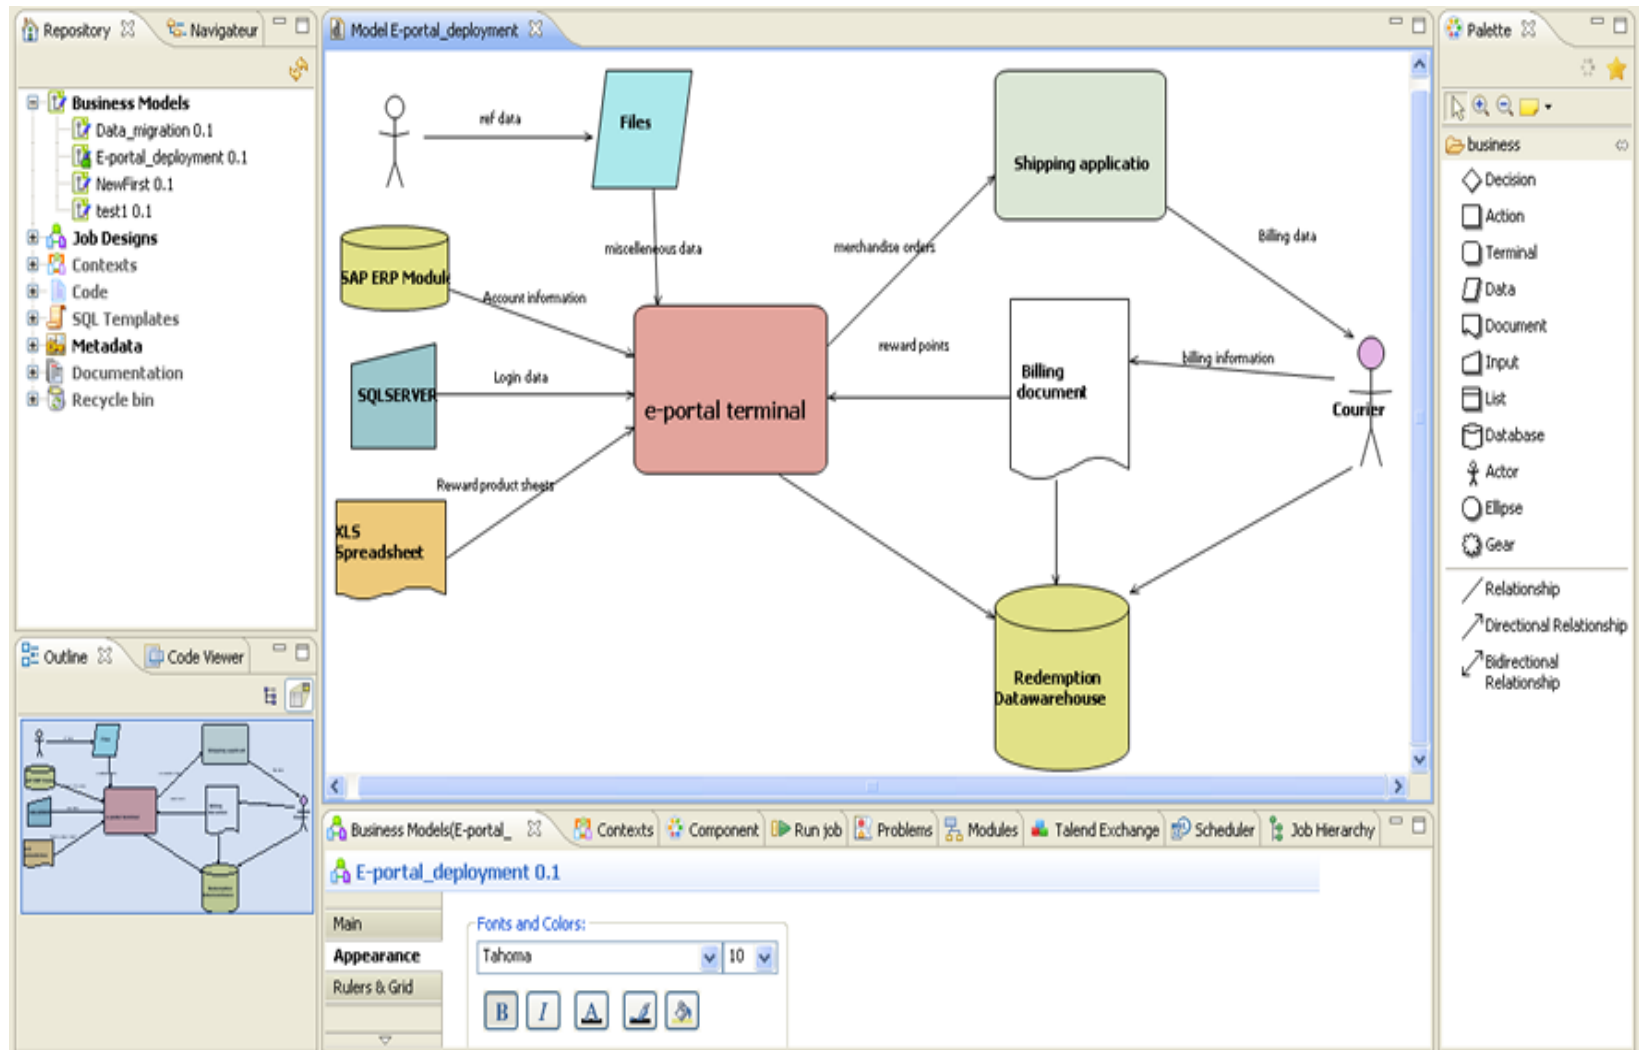 Repository
Navigateur
Business Models
Data_migration 0.1
E-portal_deployment 0.1
NewFirst 0.1
test1 0.1
Job Designs
Contexts
Code
SQL Templates
Metadata
Documentation
Recycle bin
Outline
Code Viewer
Model E-portal_deployment
ref data
Files
Shipping applicatio
miscelleneous data
merchandise orders
Billing data
SAP ERP Module
Account information
reward points
billing information
SQLSERVER
Login data
e-portal terminal
Billing
document
Courier
Reward product sheets
XLS
Spreadsheet
Redemption
Datawarehouse
Palette
business
Decision
Action
Terminal
Data
Document
Input
List
Database
Actor
Ellipse
Gear
Relationship
Directional Relationship
Bidirectional
Relationship
Business Models(E-portal_
Contexts
Component
Run job
Problems
Modules
Talend Exchange
Scheduler
Job Hierarchy
E-portal_deployment 0.1
Main
Appearance
Rulers & Grid
Fonts and Colors:
Tahoma
10
B
I
A